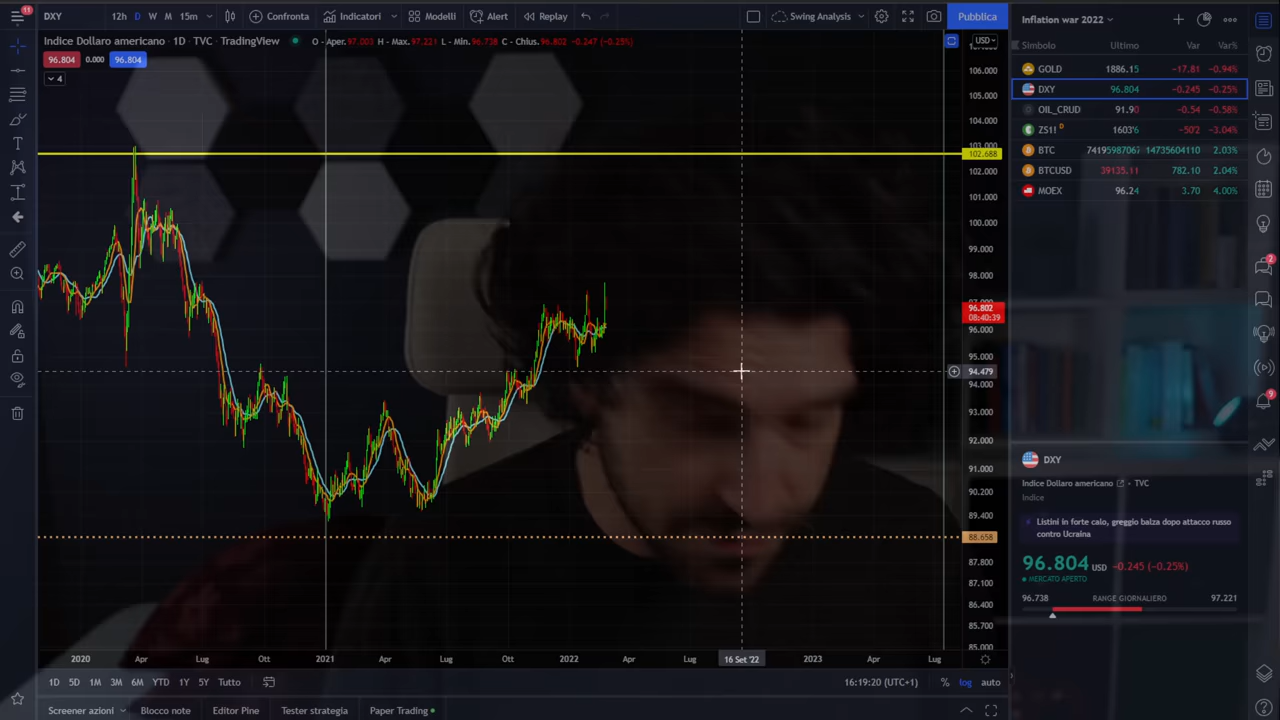 11
DXY
12h D W M 15m
Confronta
Indicatori
Modelli
Alert
Replay
Swing Analysis
Pubblica
Inflation war 2022
Indice Dollaro americano · 1D · TVC · TradingView
O - Aper. 97.003 H - Max. 97.221 L - Min. 96.738 C - Chius. 96.802 -0.247 (-0.25%)
96.804 0.000 96.804
4
USD
106.000
105.000
104.000
103.000
102.688
102.000
101.000
100.000
99.000
98.000
97.000
96.802
08:40:39
96.000
95.000
94.479
94.000
93.000
92.000
91.000
90.200
89.400
88.658
87.800
87.100
86.400
85.700
85.000
2020 Apr Lug Ott 2021 Apr Lug Ott 2022 Apr Lug 16 Set '22 2023 Apr Lug
1D 5D 1M 3M 6M YTD 1Y 5Y Tutto
16:19:20 (UTC+1)
% log auto
Screener azioni
Blocco note
Editor Pine
Tester strategia
Paper Trading
Simbolo Ultimo Var Var%
GOLD 1886.15 -17.81 -0.94%
DXY 96.804 -0.245 -0.25%
OIL_CRUD 91.90 -0.54 -0.58%
ZS1! D 1603'6 -50'2 -3.04%
BTC 74195987067 14735604110 2.03%
BTCUSD 39135.11 782.10 2.04%
MOEX 96.24 3.70 4.00%
2
9
DXY
Indice Dollaro americano · TVC
Indice
Listini in forte calo, greggio balza dopo attacco russo
contro Ucraina
96.804 USD -0.245 (-0.25%)
MERCATO APERTO
96.738 RANGE GIORNALIERO 97.221